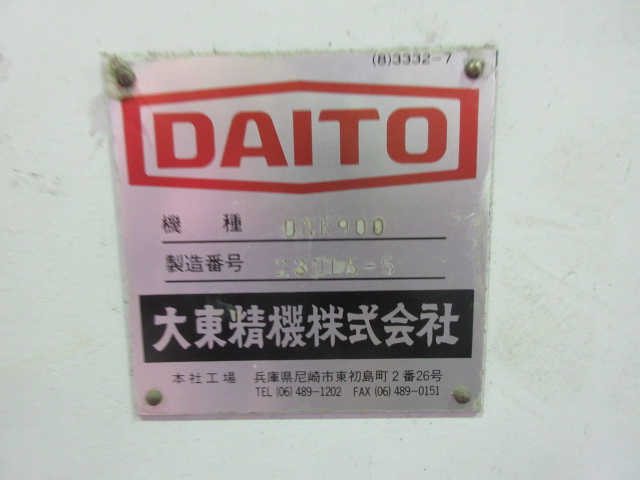 (8)3332-7
DAITO
機種 UNK900
製造番号
大東精機株式会社
本社工場 兵庫県尼崎市東初島町2番26号
TEL (06) 489-1202 FAX (06) 489-0151